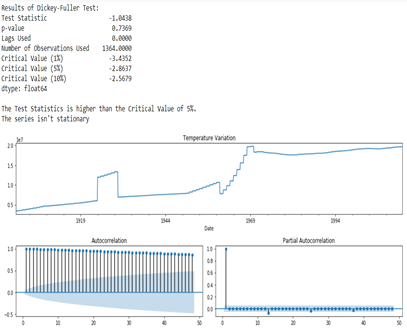 Results of Dickey-Fuller Test:
Test Statistic -1.0438
p-value 0.7369
Lags Used 0.0000
Number of Observations Used 1364.0000
Critical Value (1%) -3.4352
Critical Value (5%) -2.8637
Critical Value (10%) -2.5679
dtype: float64
The Test Statistics is higher than the Critical Value of 5%.
The series isn't stationary
Temperature Variation
1e7
2.0
1.5
1.0
0.5
1919 1944 1969 1994
Date
Autocorrelation
1.0
0.5
0.0
-0.5
0 10 20 30 40 50
Partial Autocorrelation
1.0
0.8
0.6
0.4
0.2
0.0
0 10 20 30 40 50